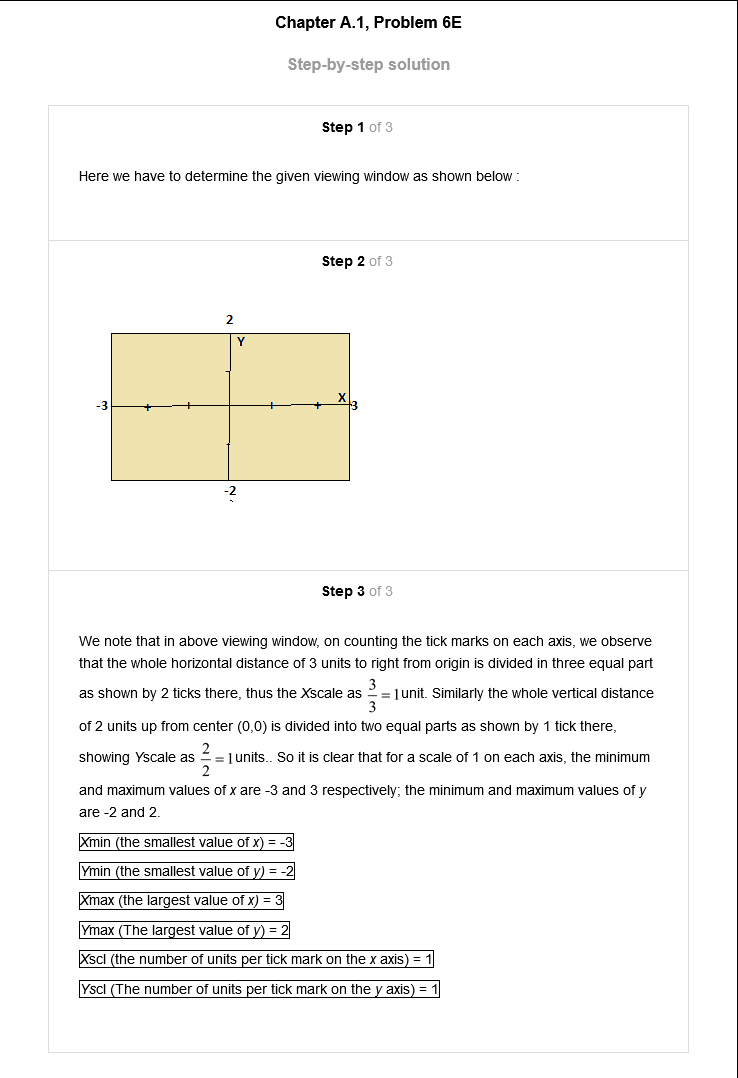 Chapter A.1, Problem 6E
Step-by-step solution
Step 1 of 3
Here we have to determine the given viewing window as shown below :
Step 2 of 3
2
Y
-3
X
3
-2
Step 3 of 3
We note that in above viewing window, on counting the tick marks on each axis, we observe
that the whole horizontal distance of 3 units to right from origin is divided in three equal part
as shown by 2 ticks there, thus the Xscale as 3/3 = 1 unit. Similarly the whole vertical distance
of 2 units up from center (0,0) is divided into two equal parts as shown by 1 tick there,
showing Yscale as 2/2 = 1 units.. So it is clear that for a scale of 1 on each axis, the minimum
and maximum values of x are -3 and 3 respectively; the minimum and maximum values of y
are -2 and 2.
Xmin (the smallest value of x) = -3
Ymin (the smallest value of y) = -2
Xmax (the largest value of x) = 3
Ymax (The largest value of y) = 2
Xscl (the number of units per tick mark on the x axis) = 1
Yscl (The number of units per tick mark on the y axis) = 1